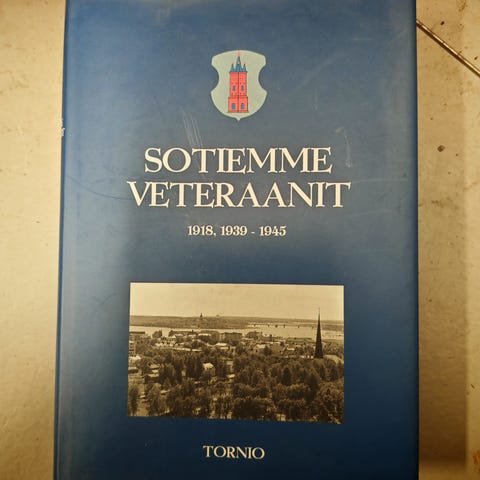 SOTIEMME
VETERAANIT
1918, 1939 - 1945
TORNIO